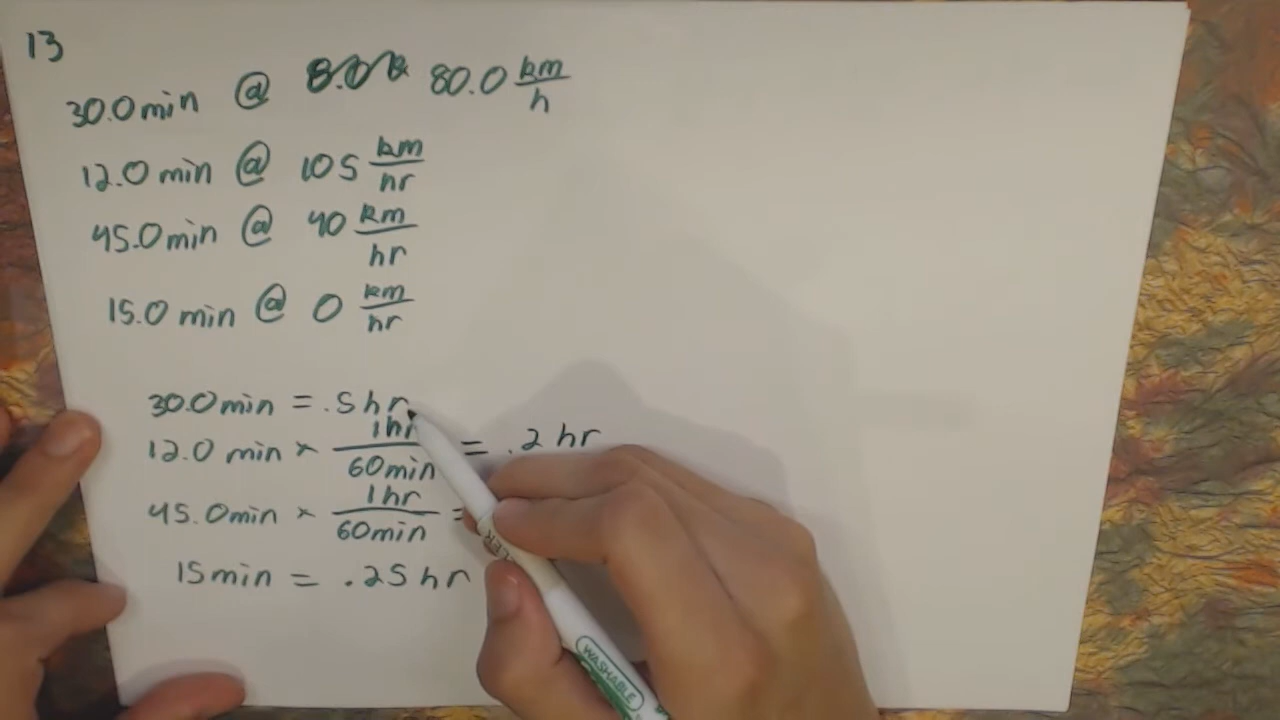 13
30.0 min @ 80.0 km/h
12.0 min @ 105 km/hr
45.0 min @ 40 km/hr
15.0 min @ 0 km/hr
30.0 min = .5 hr
12.0 min × 1hr/60min = .2 hr
45.0 min × 1hr/60min =
15 min = .25 hr
WASHABLE